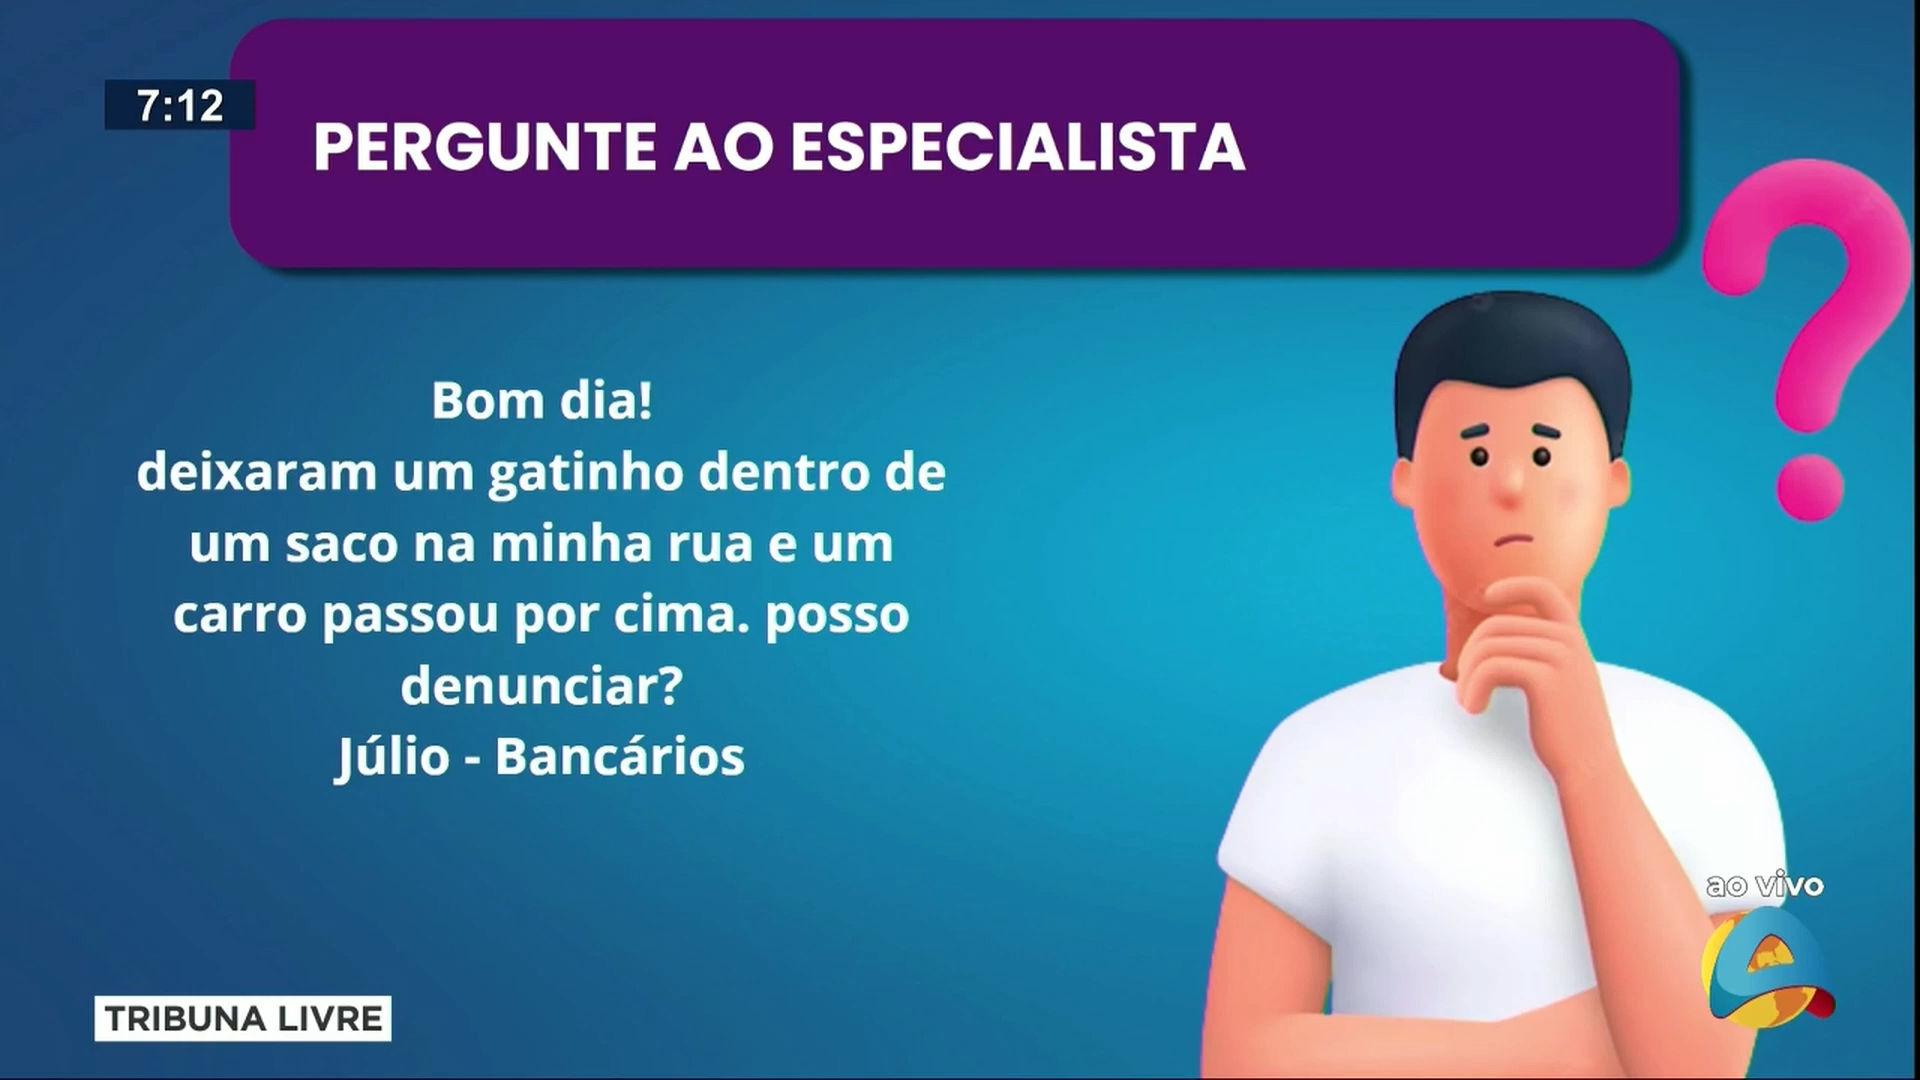 7:12
PERGUNTE AO ESPECIALISTA
Bom dia!
deixaram um gatinho dentro de
um saco na minha rua e um
carro passou por cima. posso
denunciar?
Júlio - Bancários
ao vivo
TRIBUNA LIVRE